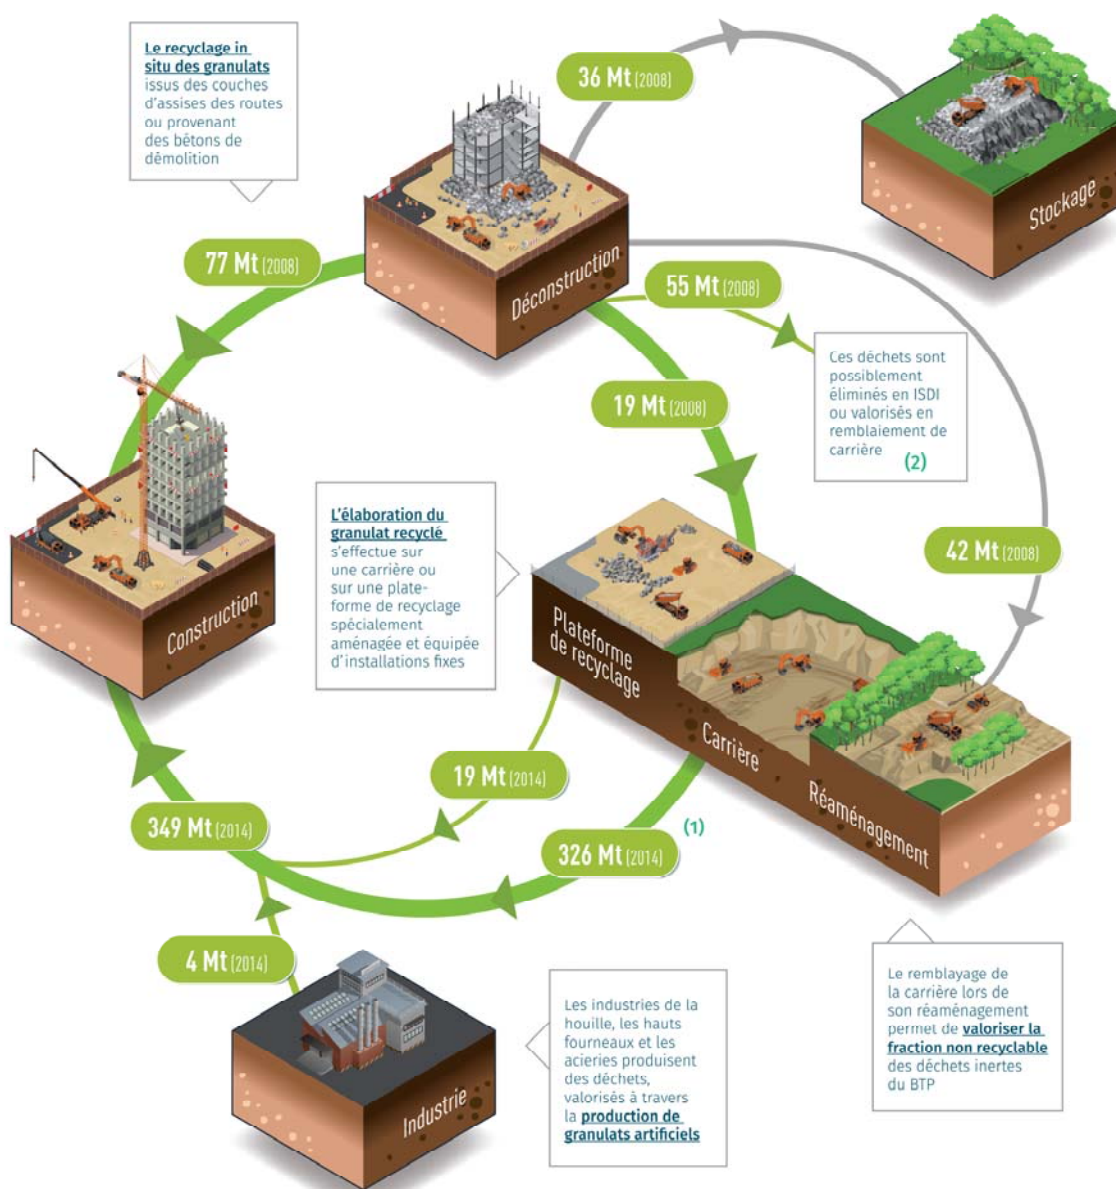 Le recyclage in
situ des granulats
issus des couches
d'assises des routes
ou provenant
des bétons de
démolition
36 Mt (2008)
Stockage
77 Mt (2008)
Déconstruction
55 Mt (2008)
Ces déchets sont
possiblement
éliminés en ISDI
ou valorisés en
remblaiement de
carrière
(2)
19 Mt (2008)
42 Mt (2008)
Construction
L'élaboration du
granulat recyclé
s'effectue sur
une carrière ou
sur une plate-
forme de recyclage
spécialement
aménagée et équipée
d'installations fixes
Plateforme
de recyclage
Carrière
Réaménagement
19 Mt (2014)
349 Mt (2014)
326 Mt (2014)
(1)
4 Mt (2014)
Industrie
Les industries de la
houille, les hauts
fourneaux et les
acieries produisent
des déchets,
valorisés à travers
la production de
granulats artificiels
Le remblayage de
la carrière lors de
son réaménagement
permet de valoriser la
fraction non recyclable
des déchets inertes
du BTP